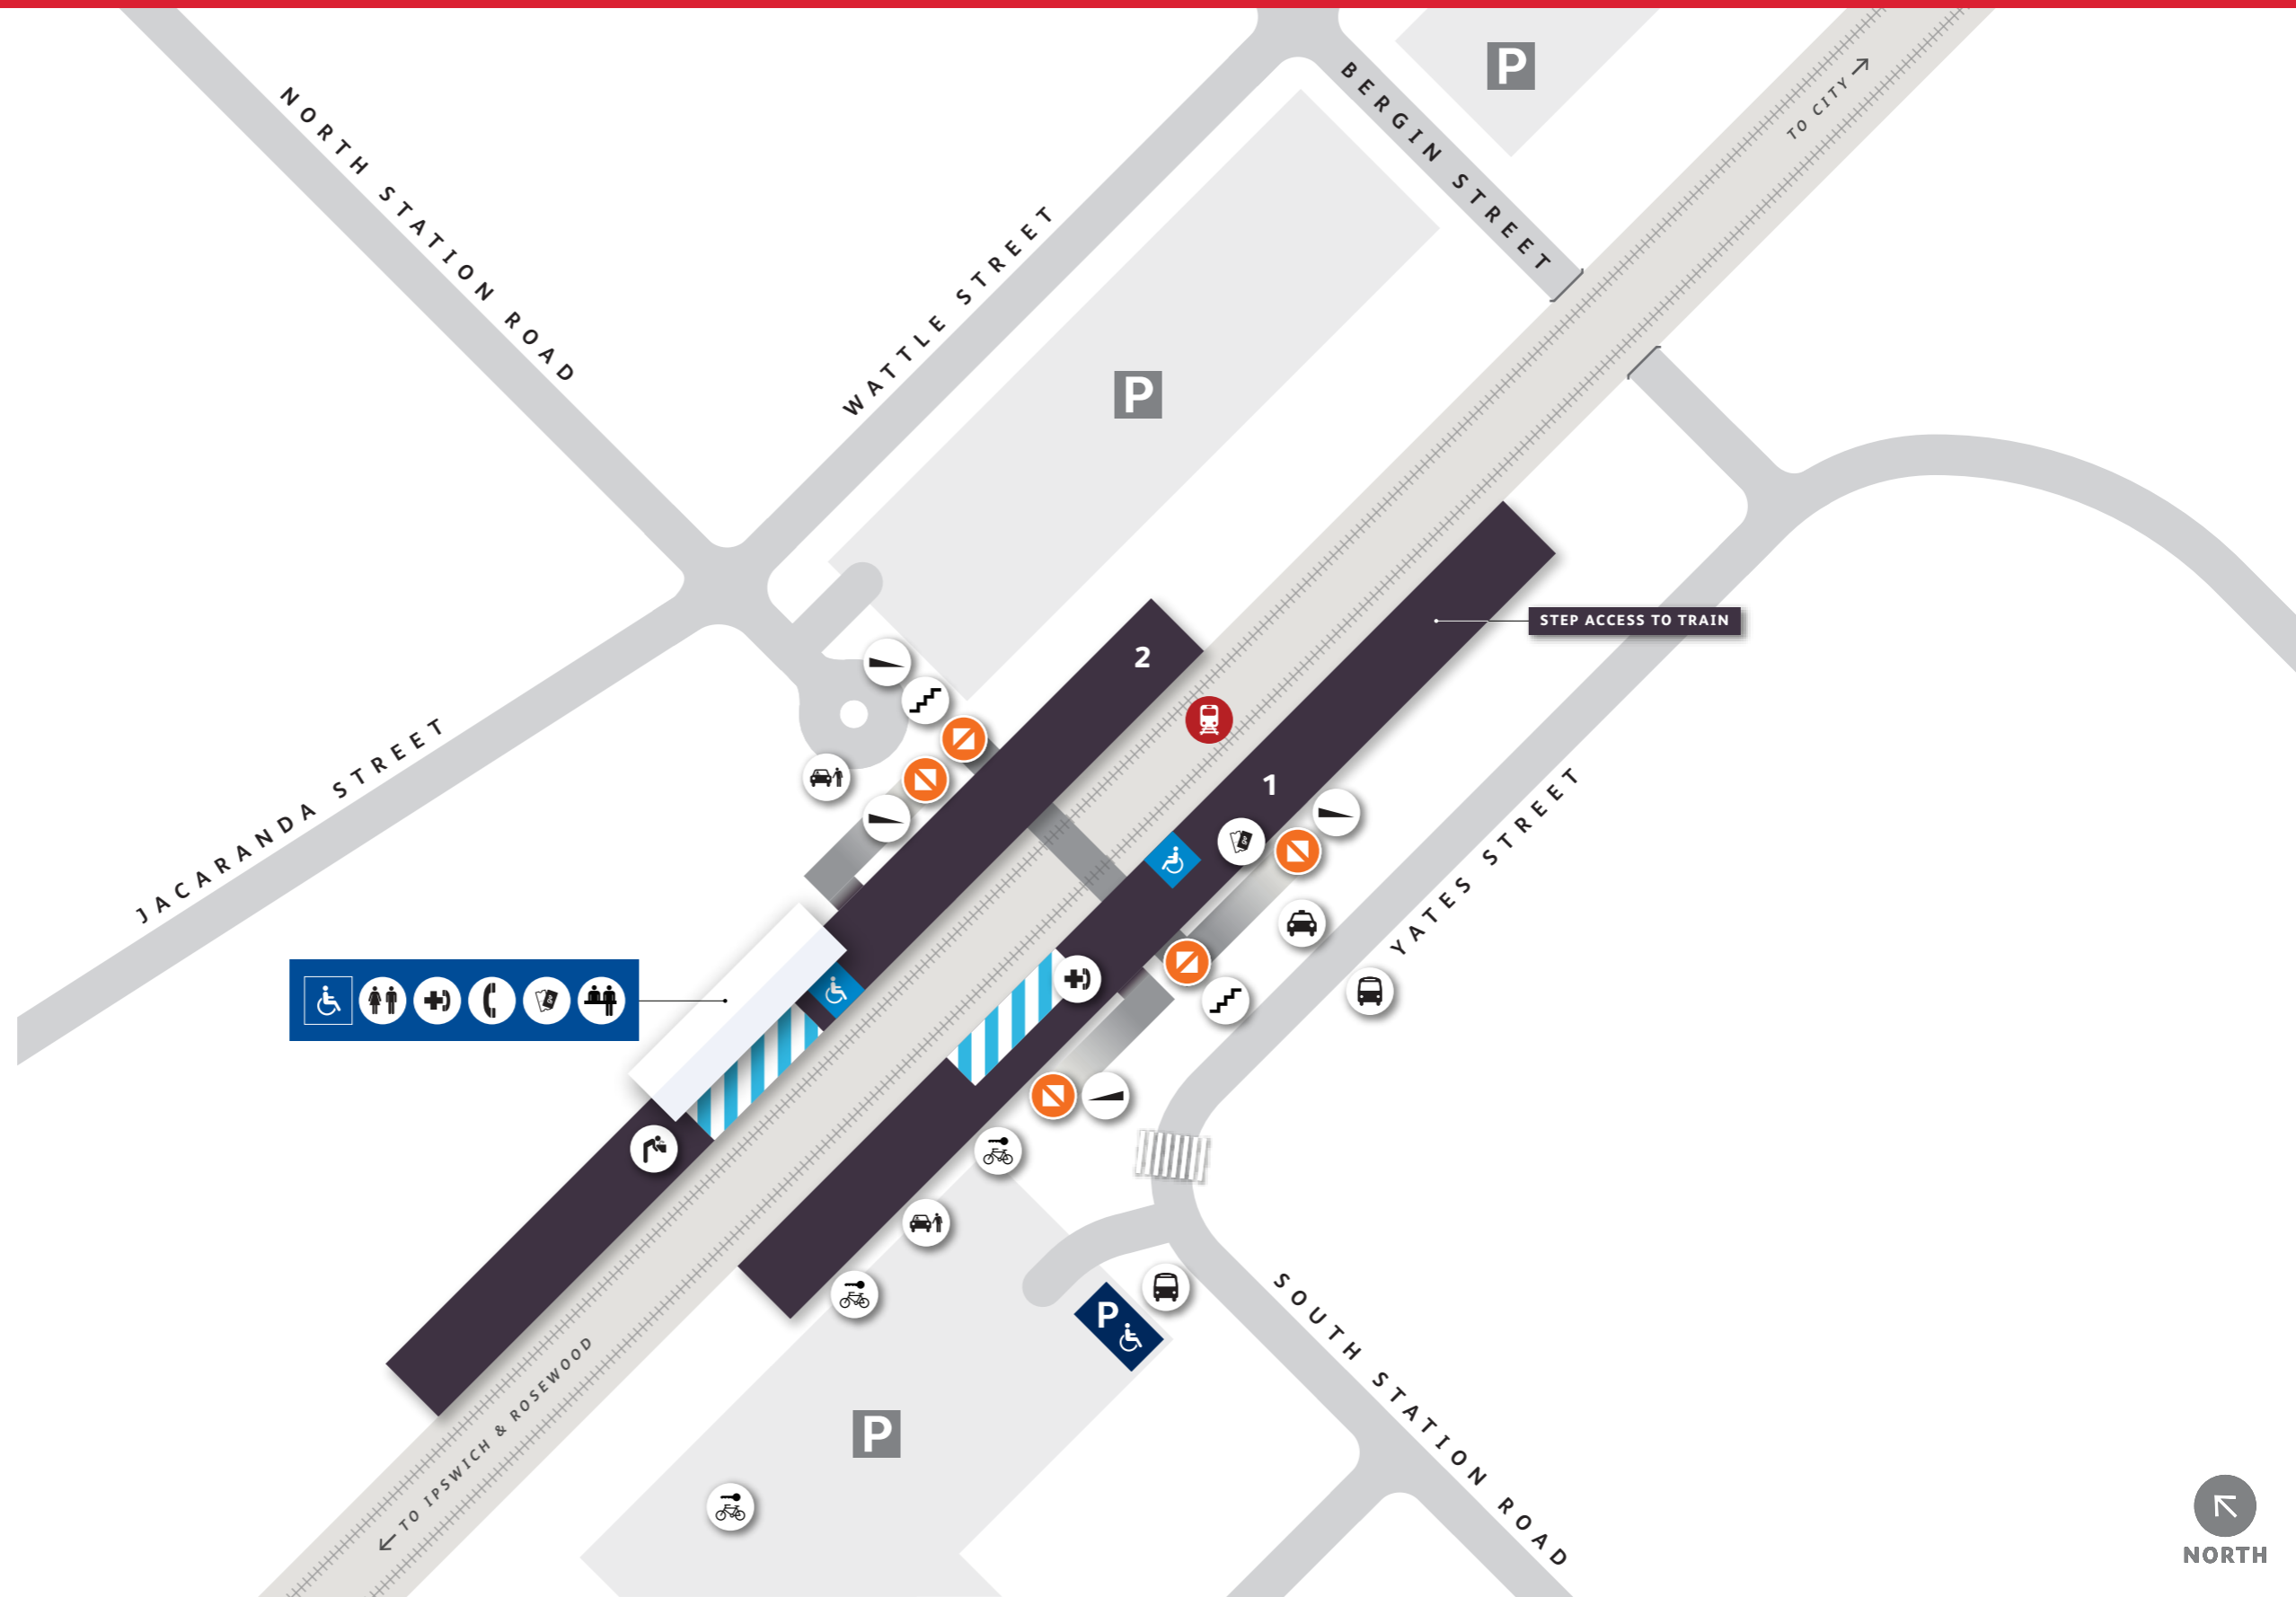 P
TO CITY
BERGIN STREET
NORTH STATION ROAD
WATTLE STREET
P
STEP ACCESS TO TRAIN
2
1
JACARANDA STREET
YATES STREET
P
SOUTH STATION ROAD
TO IPSWICH & ROSEWOOD
P
NORTH